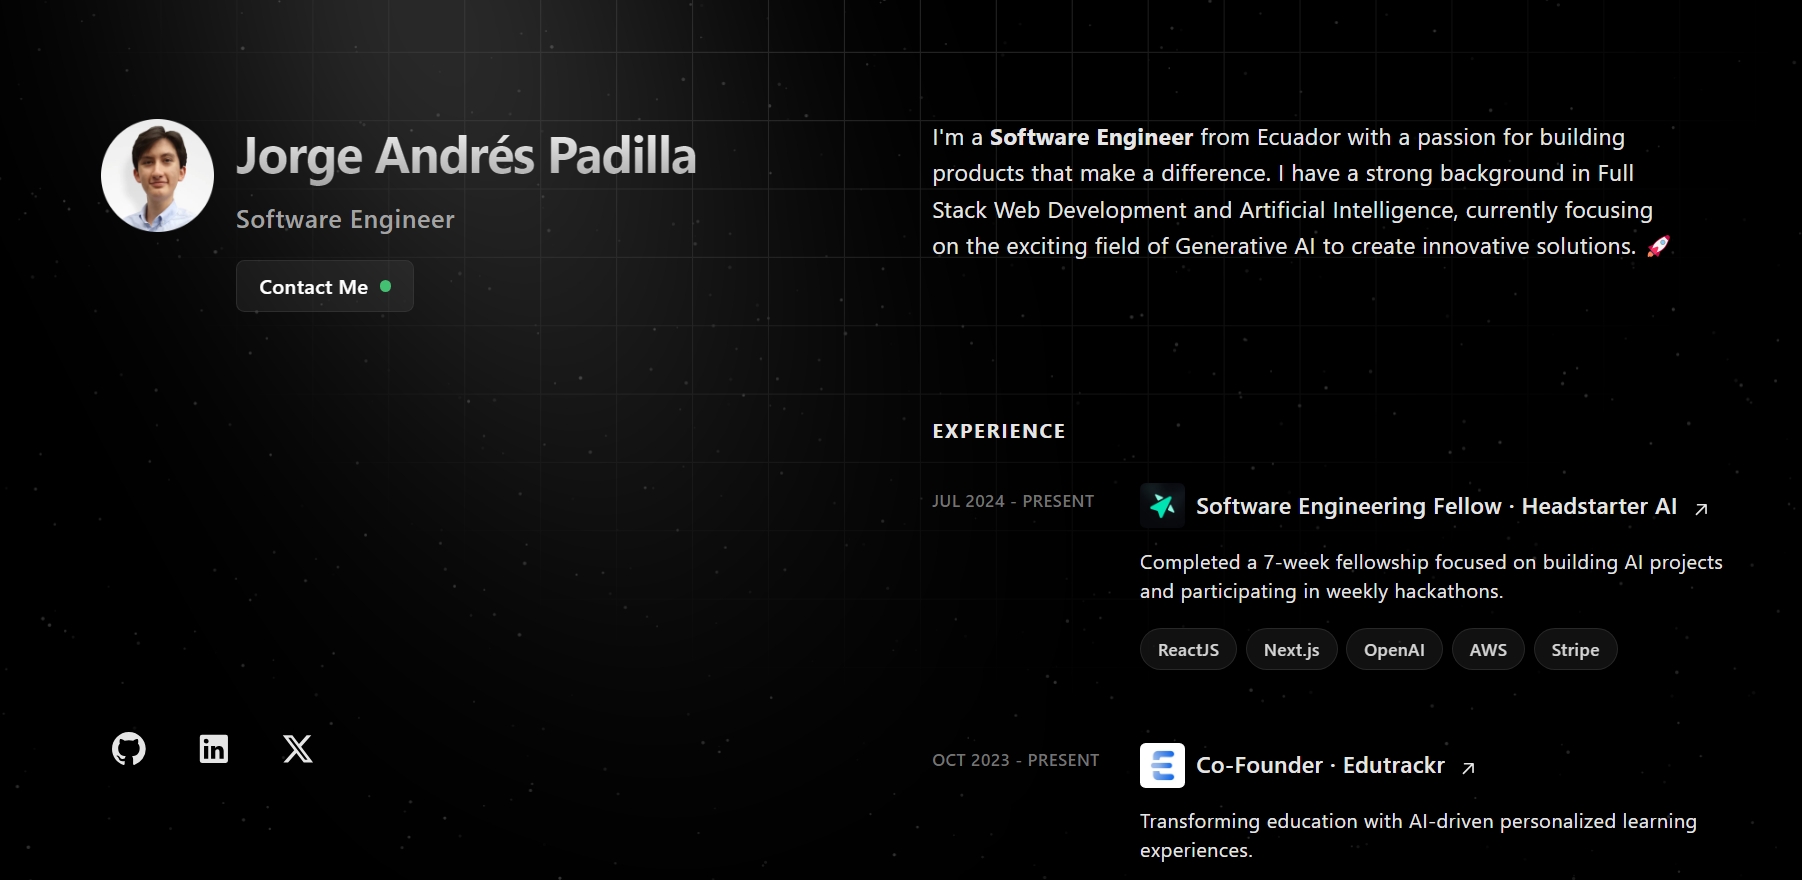 Jorge Andrés Padilla
Software Engineer
Contact Me
I'm a Software Engineer from Ecuador with a passion for building
products that make a difference. I have a strong background in Full
Stack Web Development and Artificial Intelligence, currently focusing
on the exciting field of Generative AI to create innovative solutions. 🚀
EXPERIENCE
JUL 2024 - PRESENT
Software Engineering Fellow · Headstarter AI
Completed a 7-week fellowship focused on building AI projects
and participating in weekly hackathons.
ReactJS Next.js OpenAI AWS Stripe
OCT 2023 - PRESENT
Co-Founder · Edutrackr
Transforming education with AI-driven personalized learning
experiences.